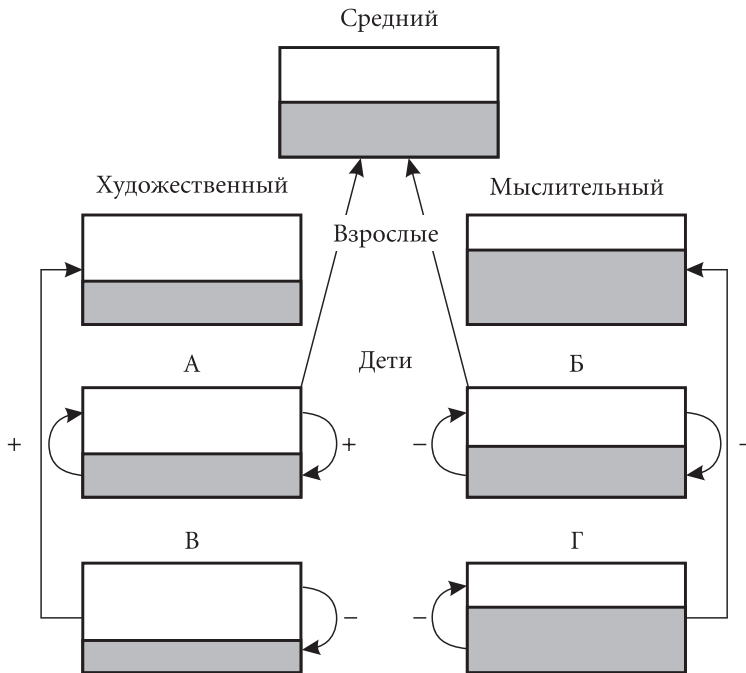 Средний
Художественный
Мыслительный
Взрослые
А
Дети
Б
+
+
–
–
В
Г
–
–